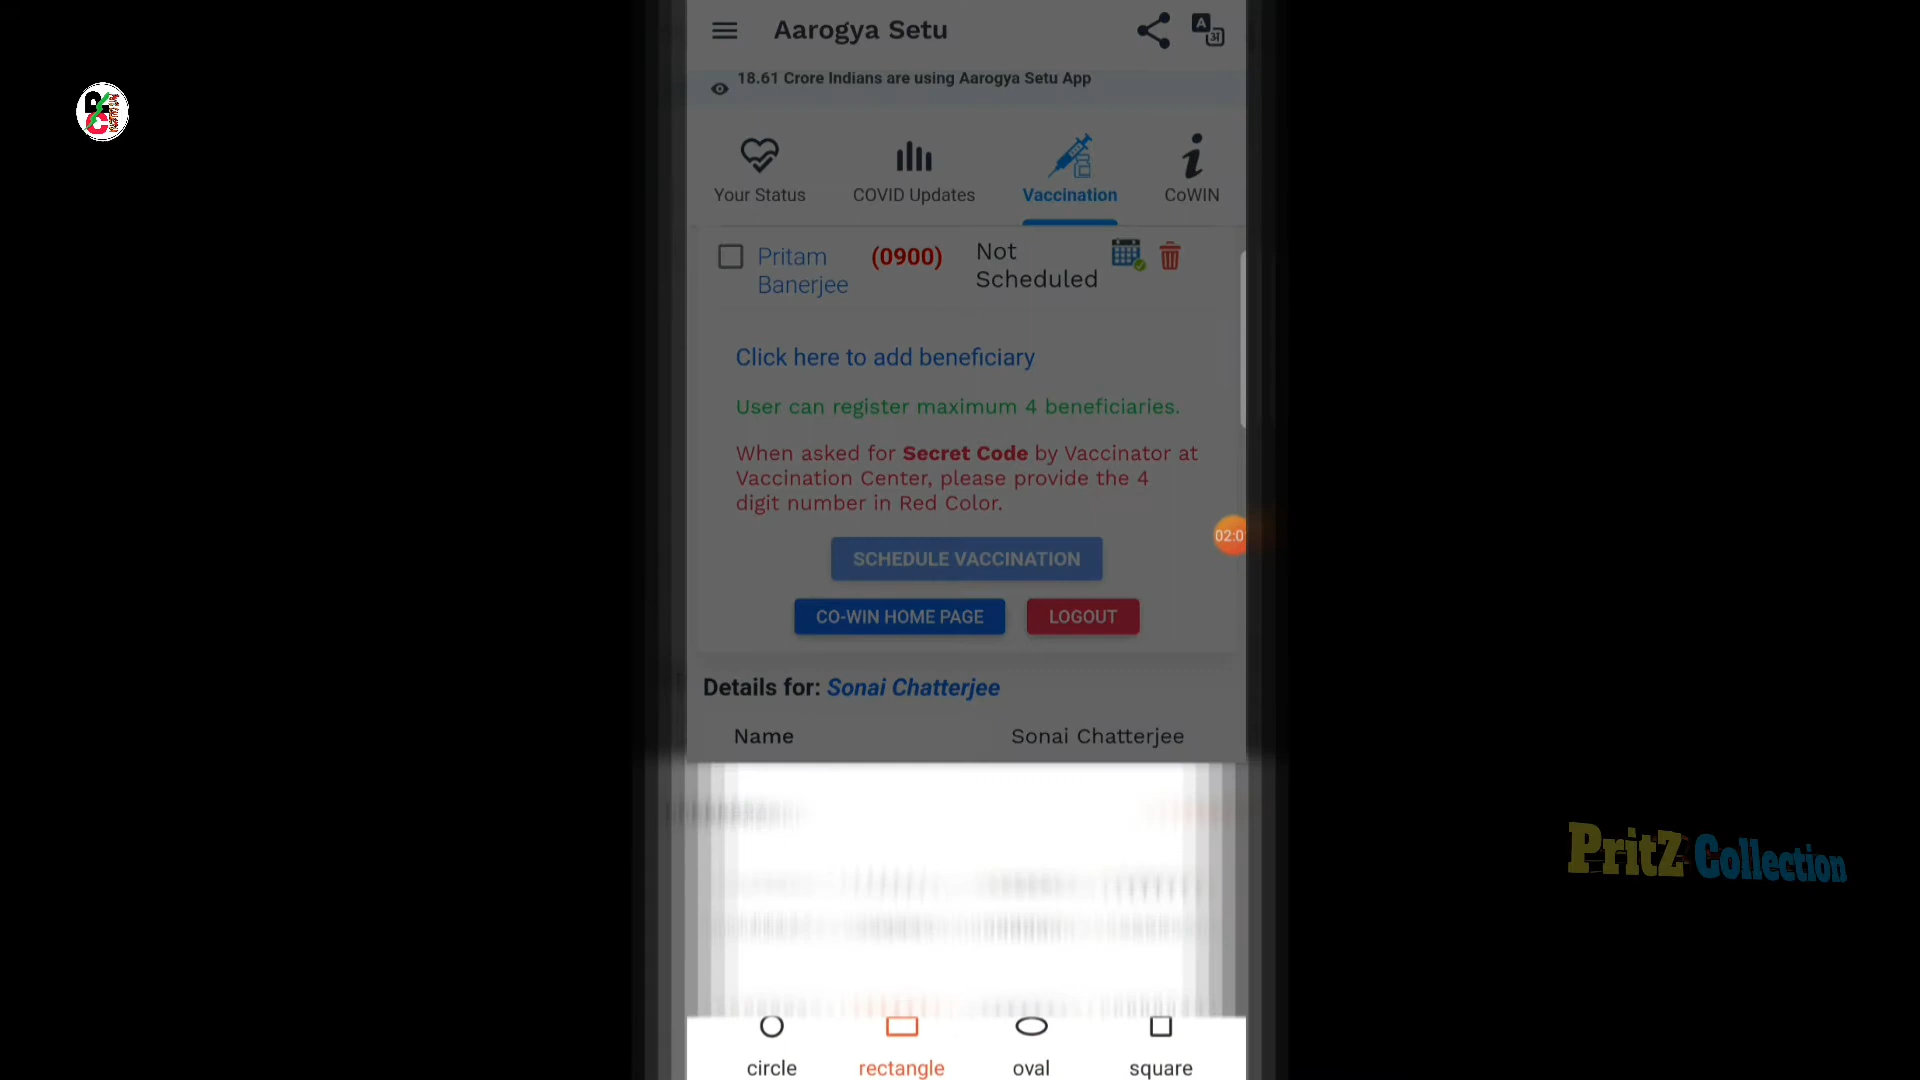 Aarogya Setu
18.61 Crore Indians are using Aarogya Setu App
Your Status
COVID Updates
Vaccination
CoWIN
Pritam Banerjee
(0900)
Not Scheduled
Click here to add beneficiary
User can register maximum 4 beneficiaries.
When asked for Secret Code by Vaccinator at
Vaccination Center, please provide the 4
digit number in Red Color.
02:0
SCHEDULE VACCINATION
CO-WIN HOME PAGE
LOGOUT
Details for: Sonai Chatterjee
Name
Sonai Chatterjee
PritZ Collection
circle
rectangle
oval
square